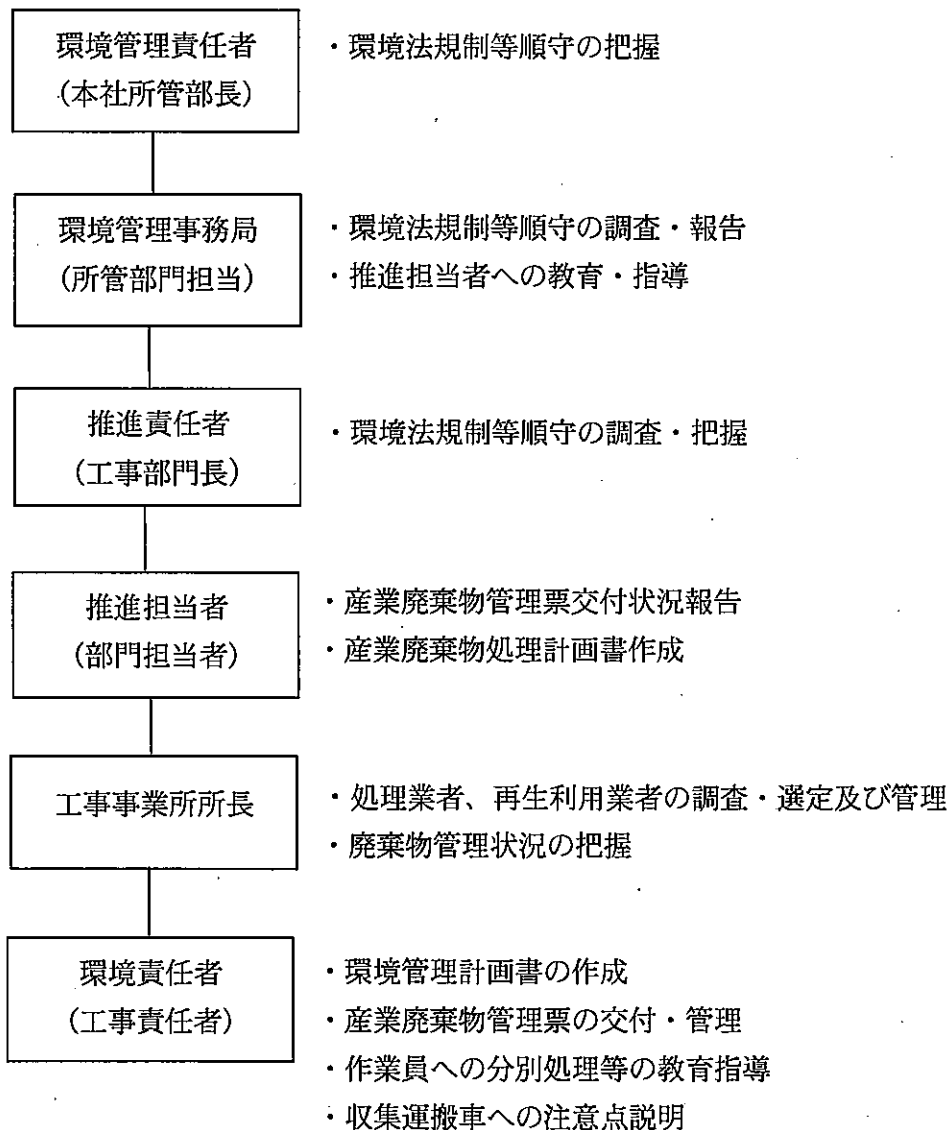 環境管理責任者
(本社所管部長)
・環境法規制等順守の把握
環境管理事務局
(所管部門担当)
・環境法規制等順守の調査・報告
・推進担当者への教育・指導
推進責任者
(工事部門長)
・環境法規制等順守の調査・把握
推進担当者
(部門担当者)
・産業廃棄物管理票交付状況報告
・産業廃棄物処理計画書作成
工事事業所所長
・処理業者、再生利用業者の調査・選定及び管理
・廃棄物管理状況の把握
環境責任者
(工事責任者)
・環境管理計画書の作成
・産業廃棄物管理票の交付・管理
・作業員への分別処理等の教育指導
・収集運搬車への注意点説明